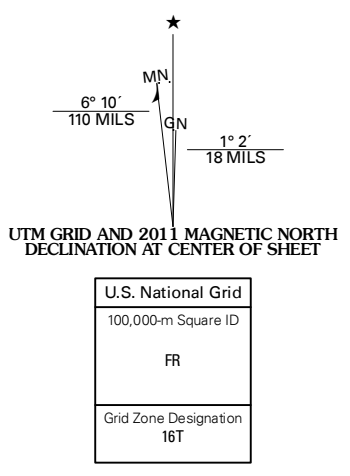 ★
MN.
6° 10´
110 MILS
GN
1° 2´
18 MILS
UTM GRID AND 2011 MAGNETIC NORTH
DECLINATION AT CENTER OF SHEET
U.S. National Grid
100,000-m Square ID
FR
Grid Zone Designation
16T